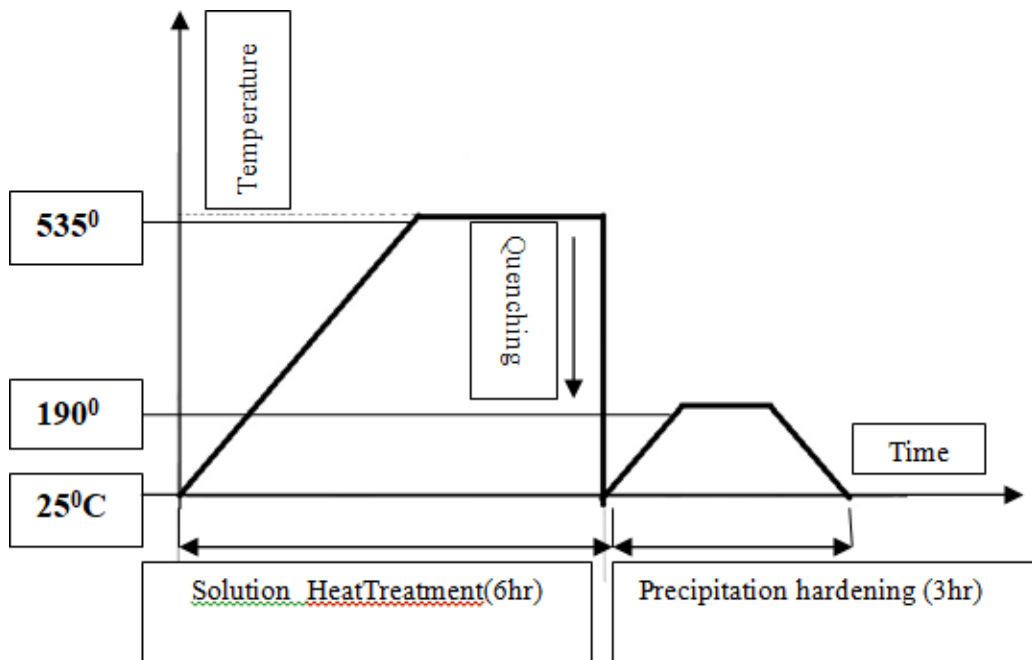 Temperature
535⁰
Quenching
190⁰
Time
25⁰C
Solution HeatTreatment(6hr)
Precipitation hardening (3hr)